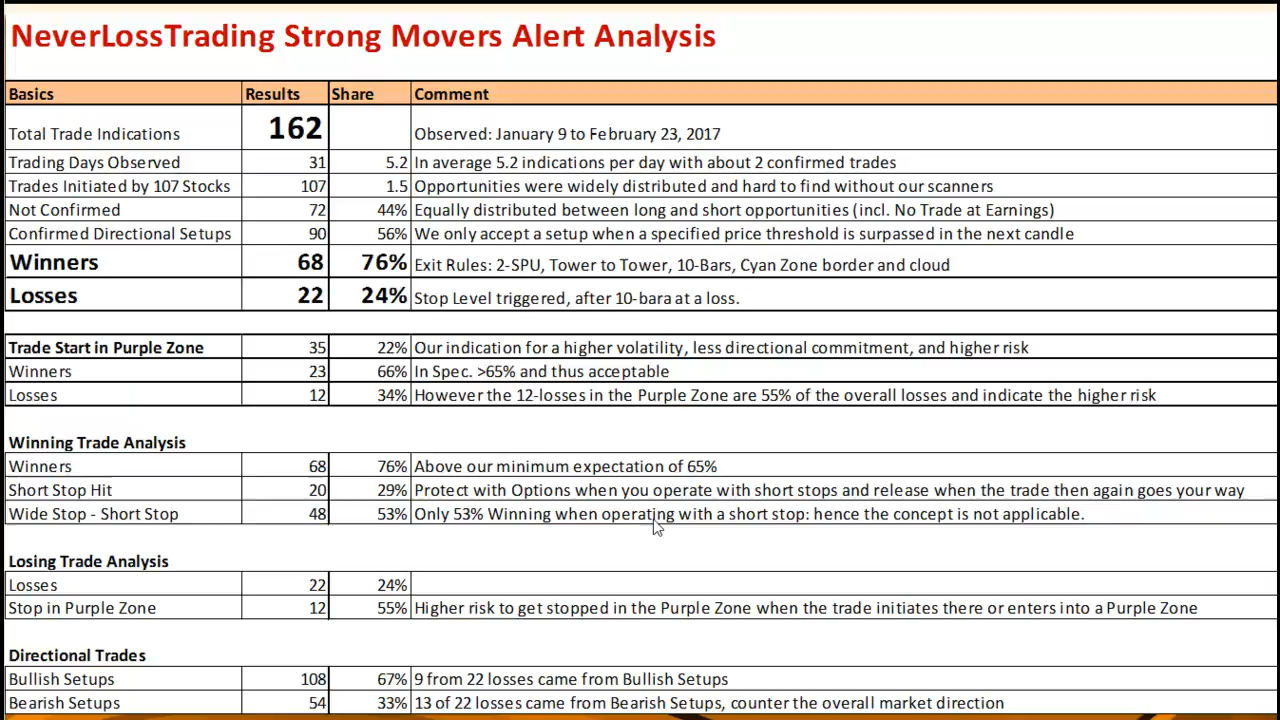 NeverLossTrading Strong Movers Alert Analysis
Basics Results Share Comment
Total Trade Indications 162 Observed: January 9 to February 23, 2017
Trading Days Observed 31 5.2 In average 5.2 indications per day with about 2 confirmed trades
Trades Initiated by 107 Stocks 107 1.5 Opportunities were widely distributed and hard to find without our scanners
Not Confirmed 72 44% Equally distributed between long and short opportunities (incl. No Trade at Earnings)
Confirmed Directional Setups 90 56% We only accept a setup when a specified price threshold is surpassed in the next candle
Winners 68 76% Exit Rules: 2-SPU, Tower to Tower, 10-Bars, Cyan Zone border and cloud
Losses 22 24% Stop Level triggered, after 10-bara at a loss.
Trade Start in Purple Zone 35 22% Our indication for a higher volatility, less directional commitment, and higher risk
Winners 23 66% In Spec. >65% and thus acceptable
Losses 12 34% However the 12-losses in the Purple Zone are 55% of the overall losses and indicate the higher risk
Winning Trade Analysis
Winners 68 76% Above our minimum expectation of 65%
Short Stop Hit 20 29% Protect with Options when you operate with short stops and release when the trade then again goes your way
Wide Stop - Short Stop 48 53% Only 53% Winning when operating with a short stop: hence the concept is not applicable.
Losing Trade Analysis
Losses 22 24%
Stop in Purple Zone 12 55% Higher risk to get stopped in the Purple Zone when the trade initiates there or enters into a Purple Zone
Directional Trades
Bullish Setups 108 67% 9 from 22 losses came from Bullish Setups
Bearish Setups 54 33% 13 of 22 losses came from Bearish Setups, counter the overall market direction